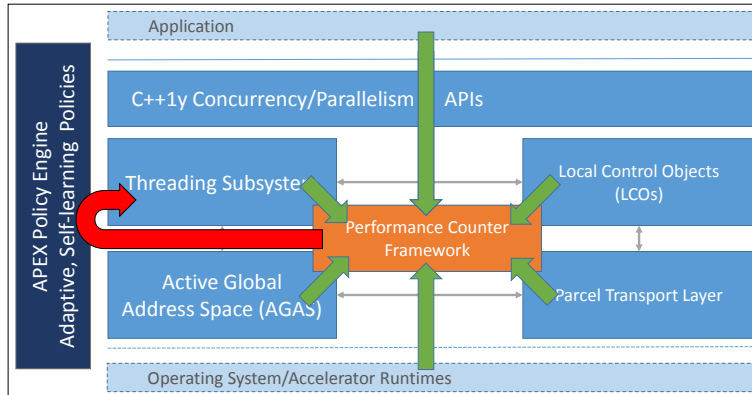 Application
APEX Policy Engine
Adaptive, Self-learning Policies
C++1y Concurrency/Parallelism APIs
Threading Subsystem
Local Control Objects
(LCOs)
Performance Counter
Framework
Active Global
Address Space (AGAS)
Parcel Transport Layer
Operating System/Accelerator Runtimes